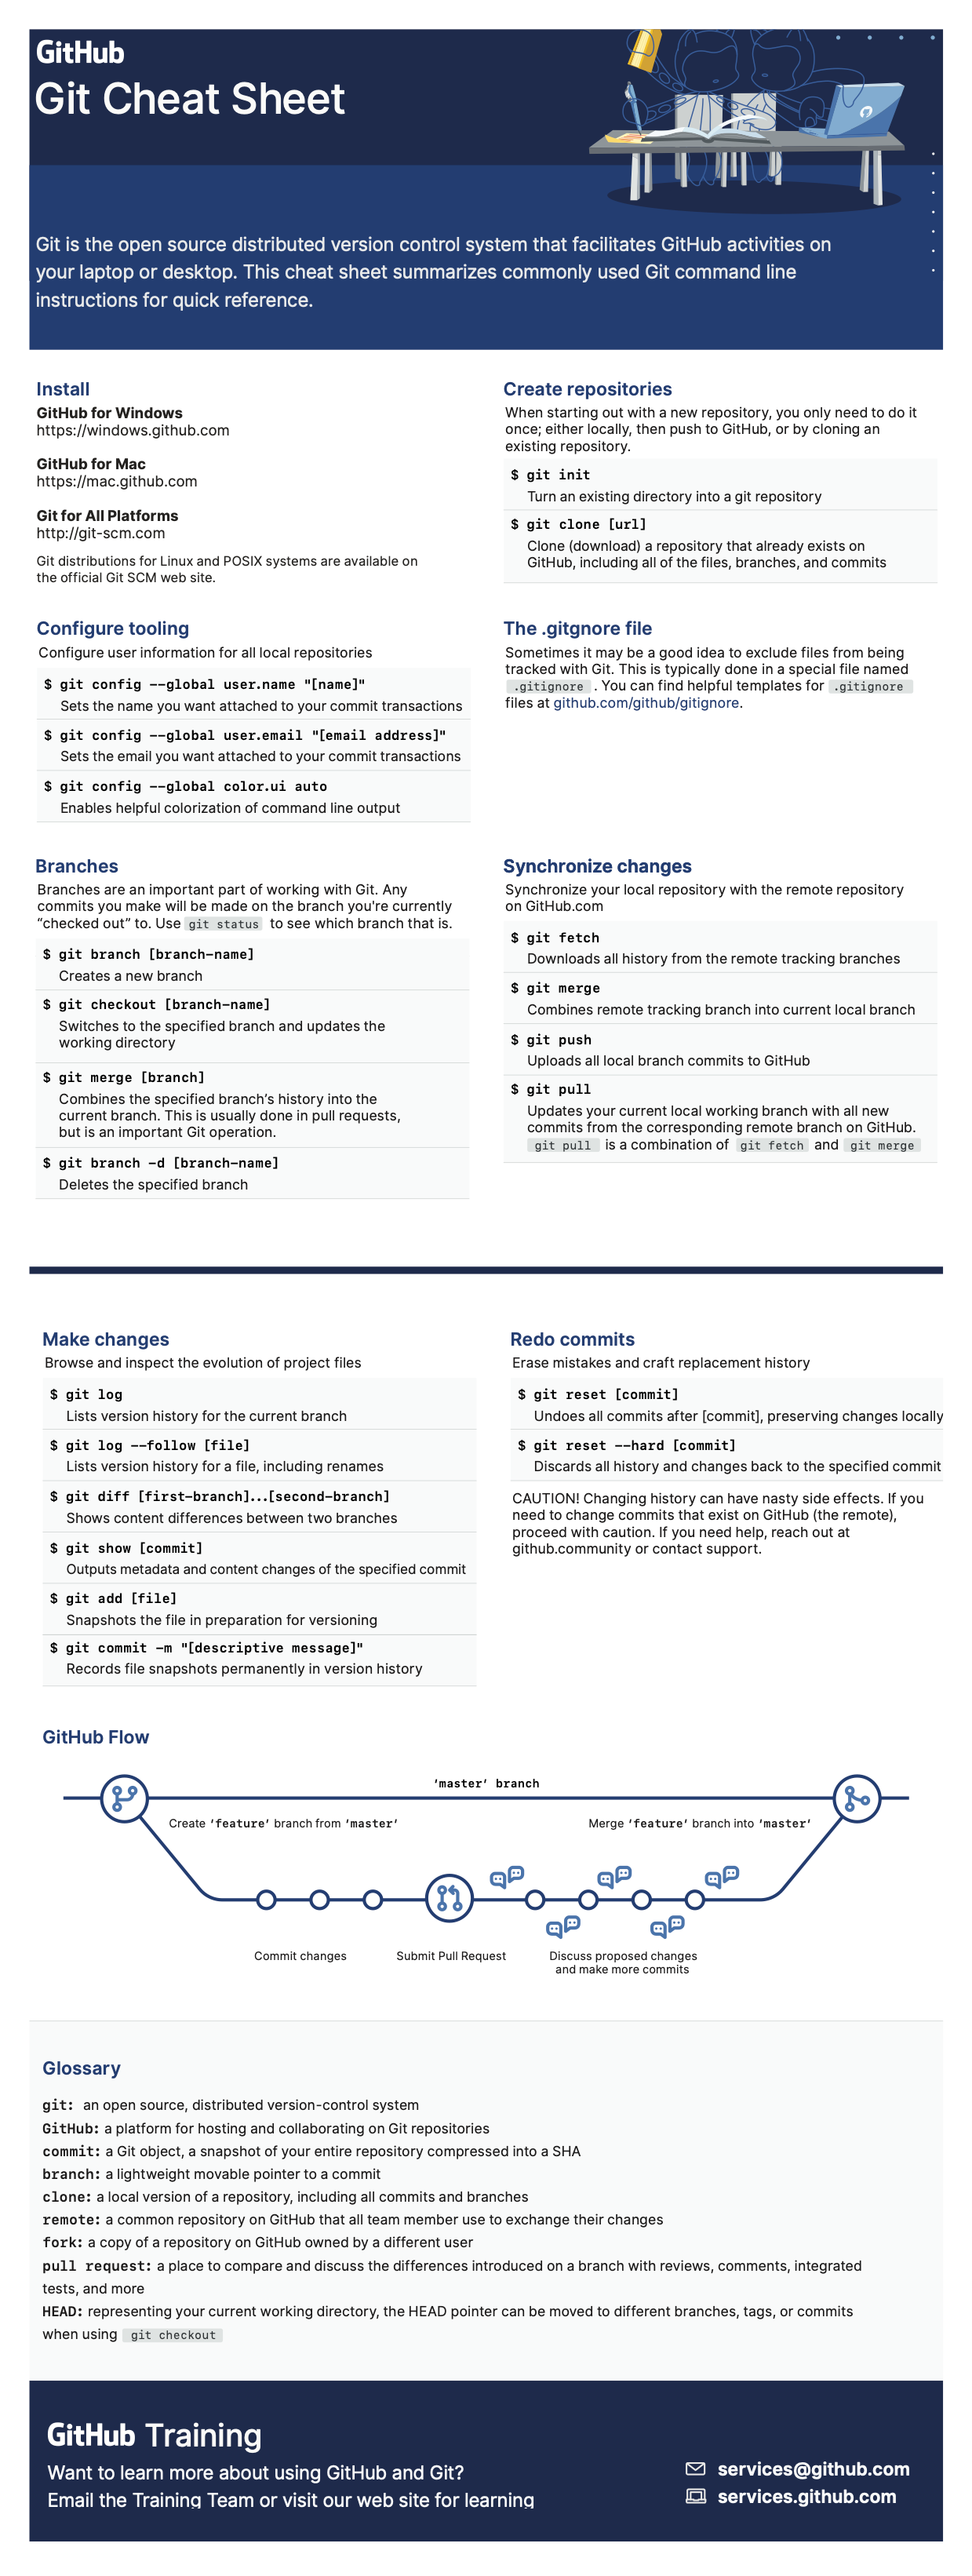 GitHub
Git Cheat Sheet
Git is the open source distributed version control system that facilitates GitHub activities on
your laptop or desktop. This cheat sheet summarizes commonly used Git command line
instructions for quick reference.
Install
GitHub for Windows
https://windows.github.com
GitHub for Mac
https://mac.github.com
Git for All Platforms
http://git-scm.com
Git distributions for Linux and POSIX systems are available on
the official Git SCM web site.
Create repositories
When starting out with a new repository, you only need to do it
once; either locally, then push to GitHub, or by cloning an
existing repository.
$ git init
Turn an existing directory into a git repository
$ git clone [url]
Clone (download) a repository that already exists on
GitHub, including all of the files, branches, and commits
Configure tooling
Configure user information for all local repositories
$ git config --global user.name "[name]"
Sets the name you want attached to your commit transactions
$ git config --global user.email "[email address]"
Sets the email you want attached to your commit transactions
$ git config --global color.ui auto
Enables helpful colorization of command line output
The .gitgnore file
Sometimes it may be a good idea to exclude files from being
tracked with Git. This is typically done in a special file named
.gitignore . You can find helpful templates for .gitignore
files at github.com/github/gitignore.
Branches
Branches are an important part of working with Git. Any
commits you make will be made on the branch you're currently
“checked out” to. Use git status to see which branch that is.
$ git branch [branch-name]
Creates a new branch
$ git checkout [branch-name]
Switches to the specified branch and updates the
working directory
$ git merge [branch]
Combines the specified branch’s history into the
current branch. This is usually done in pull requests,
but is an important Git operation.
$ git branch -d [branch-name]
Deletes the specified branch
Synchronize changes
Synchronize your local repository with the remote repository
on GitHub.com
$ git fetch
Downloads all history from the remote tracking branches
$ git merge
Combines remote tracking branch into current local branch
$ git push
Uploads all local branch commits to GitHub
$ git pull
Updates your current local working branch with all new
commits from the corresponding remote branch on GitHub.
git pull is a combination of git fetch and git merge
Make changes
Browse and inspect the evolution of project files
$ git log
Lists version history for the current branch
$ git log --follow [file]
Lists version history for a file, including renames
$ git diff [first-branch]...[second-branch]
Shows content differences between two branches
$ git show [commit]
Outputs metadata and content changes of the specified commit
$ git add [file]
Snapshots the file in preparation for versioning
$ git commit -m "[descriptive message]"
Records file snapshots permanently in version history
Redo commits
Erase mistakes and craft replacement history
$ git reset [commit]
Undoes all commits after [commit], preserving changes locally
$ git reset --hard [commit]
Discards all history and changes back to the specified commit
CAUTION! Changing history can have nasty side effects. If you
need to change commits that exist on GitHub (the remote),
proceed with caution. If you need help, reach out at
github.community or contact support.
GitHub Flow
‘master’ branch
Create ‘feature’ branch from ‘master’
Merge ‘feature’ branch into ‘master’
Commit changes
Submit Pull Request
Discuss proposed changes
and make more commits
Glossary
git: an open source, distributed version-control system
GitHub: a platform for hosting and collaborating on Git repositories
commit: a Git object, a snapshot of your entire repository compressed into a SHA
branch: a lightweight movable pointer to a commit
clone: a local version of a repository, including all commits and branches
remote: a common repository on GitHub that all team member use to exchange their changes
fork: a copy of a repository on GitHub owned by a different user
pull request: a place to compare and discuss the differences introduced on a branch with reviews, comments, integrated
tests, and more
HEAD: representing your current working directory, the HEAD pointer can be moved to different branches, tags, or commits
when using git checkout
GitHub Training
Want to learn more about using GitHub and Git?
Email the Training Team or visit our web site for learning
services@github.com
services.github.com